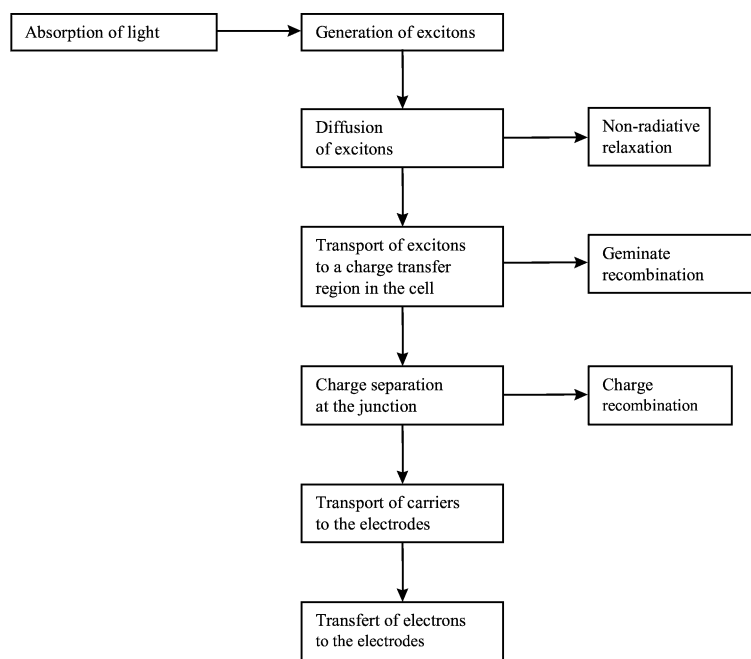 Absorption of light
Generation of excitons
Diffusion
of excitons
Non-radiative
relaxation
Transport of excitons
to a charge transfer
region in the cell
Geminate
recombination
Charge separation
at the junction
Charge
recombination
Transport of carriers
to the electrodes
Transfert of electrons
to the electrodes